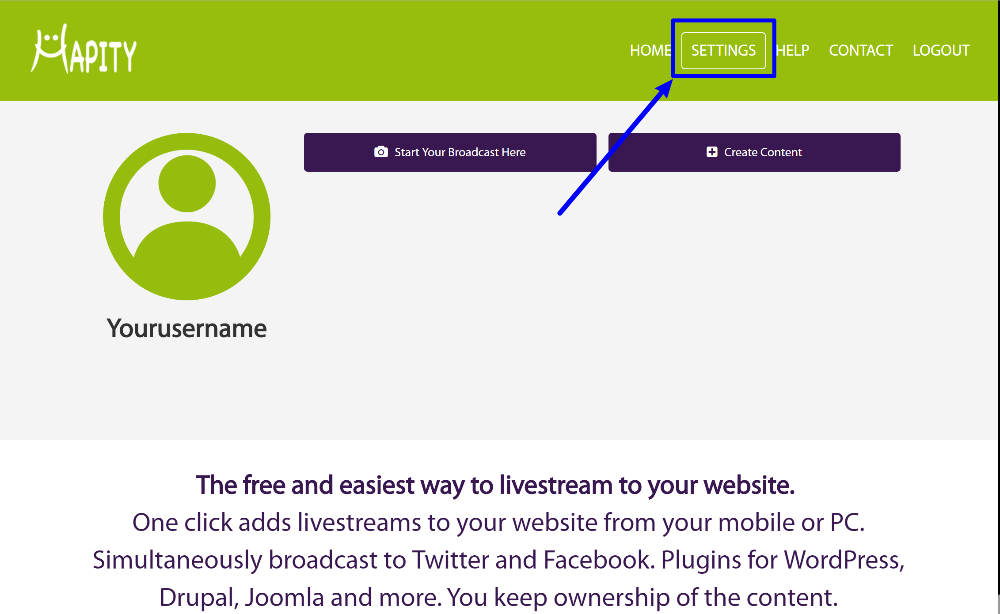 HAPITY
HOME SETTINGS HELP CONTACT LOGOUT
Start Your Broadcast Here
Create Content
Yourusername
The free and easiest way to livestream to your website.
One click adds livestreams to your website from your mobile or PC.
Simultaneously broadcast to Twitter and Facebook. Plugins for WordPress,
Drupal, Joomla and more. You keep ownership of the content.